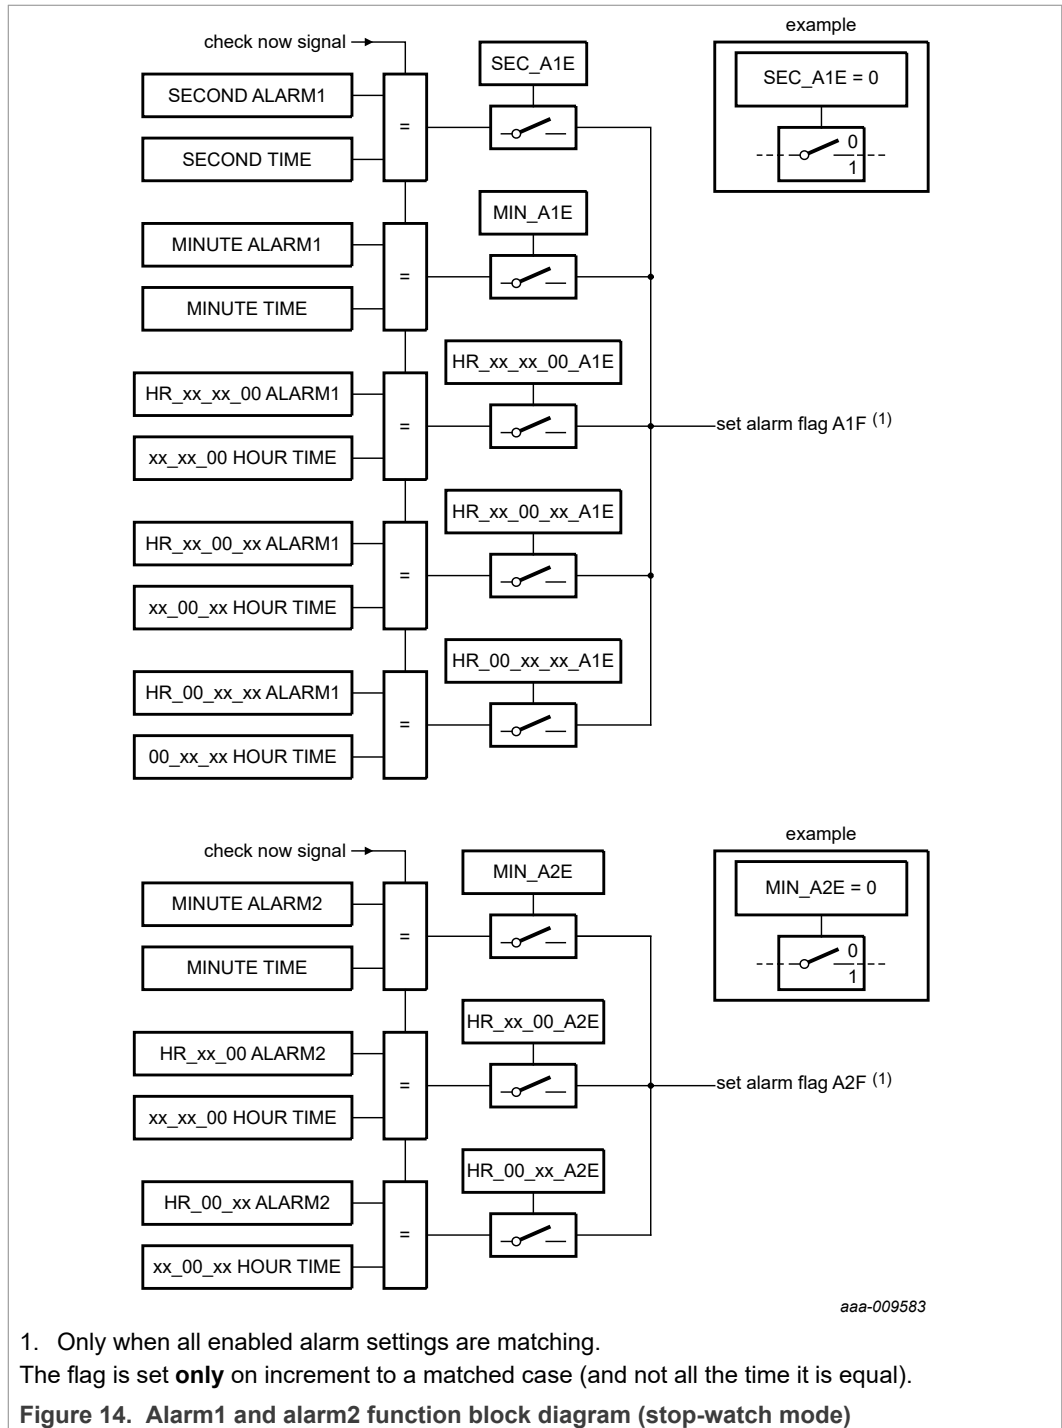 example
check now signal
SEC_A1E
SEC_A1E = 0
SECOND ALARM1
=
0
1
SECOND TIME
MIN_A1E
MINUTE ALARM1
=
MINUTE TIME
HR_xx_xx_00_A1E
HR_xx_xx_00 ALARM1
=
set alarm flag A1F (1)
xx_xx_00 HOUR TIME
HR_xx_00_xx_A1E
HR_xx_00_xx ALARM1
=
xx_00_xx HOUR TIME
HR_00_xx_xx_A1E
HR_00_xx_xx ALARM1
=
00_xx_xx HOUR TIME
example
check now signal
MIN_A2E
MIN_A2E = 0
MINUTE ALARM2
=
0
1
MINUTE TIME
HR_xx_00_A2E
HR_xx_00 ALARM2
=
set alarm flag A2F (1)
xx_xx_00 HOUR TIME
HR_00_xx_A2E
HR_00_xx ALARM2
=
xx_00_xx HOUR TIME
aaa-009583
1. Only when all enabled alarm settings are matching.
The flag is set only on increment to a matched case (and not all the time it is equal).
Figure 14. Alarm1 and alarm2 function block diagram (stop-watch mode)